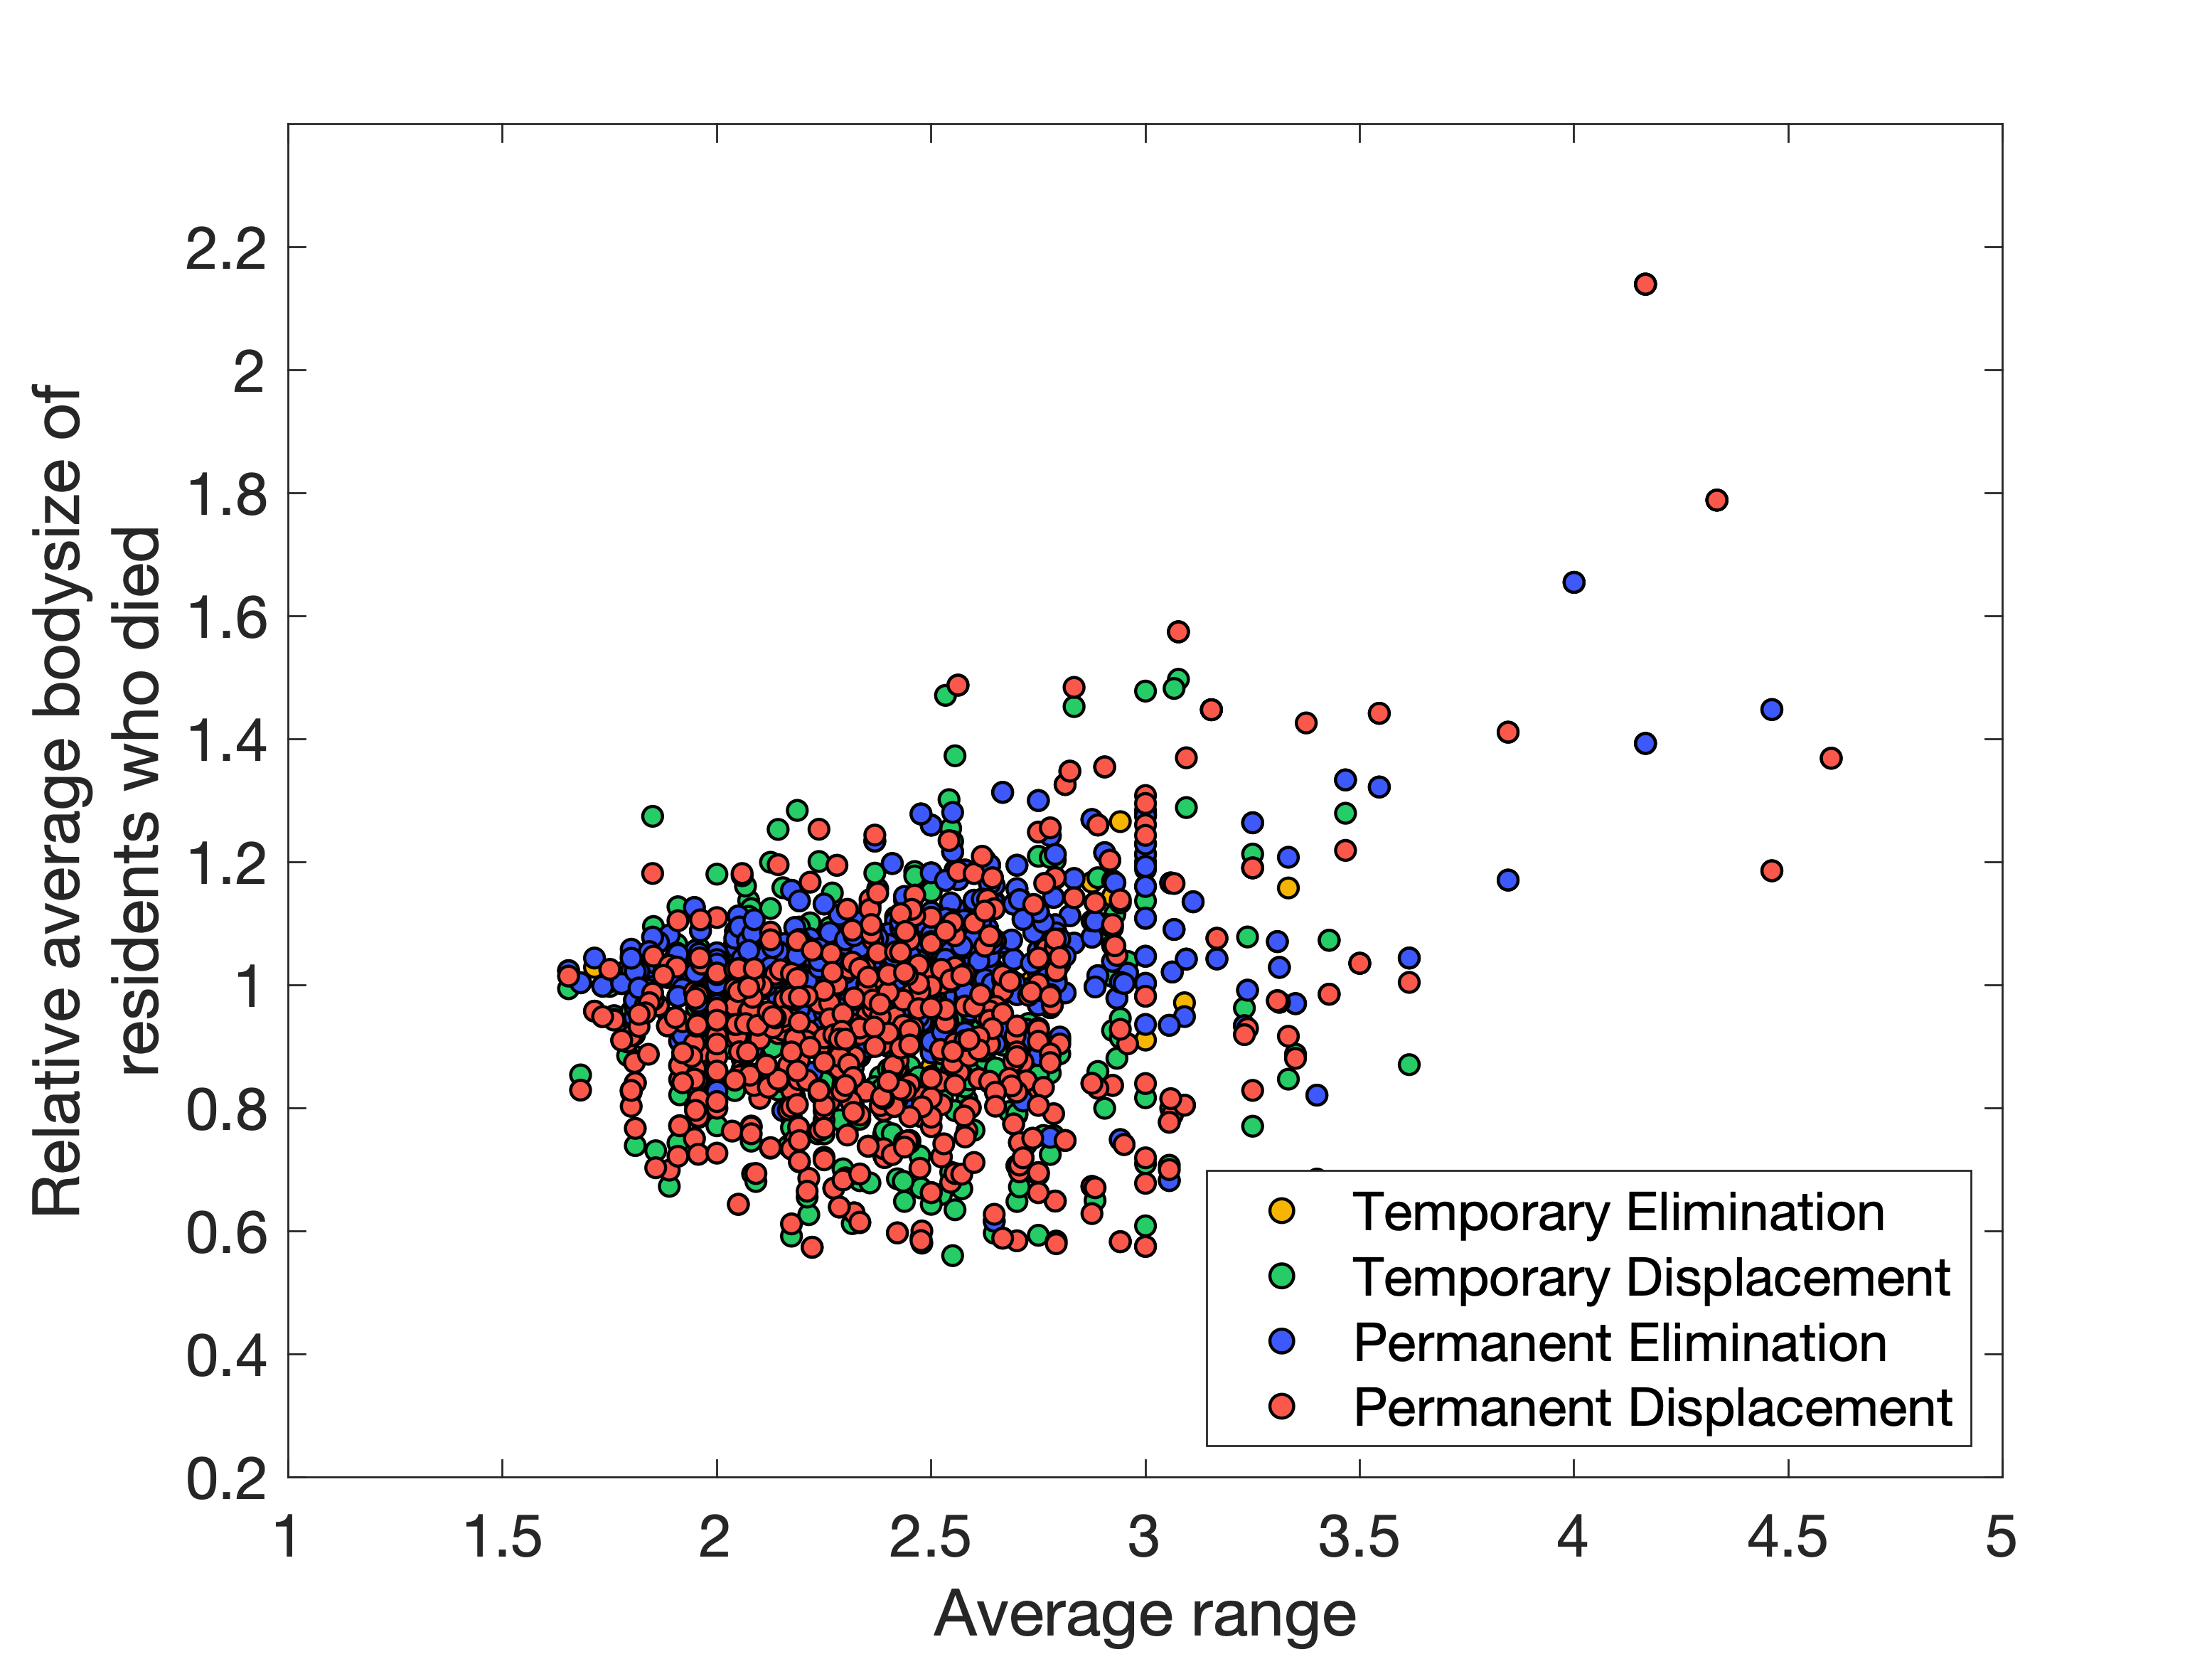 Relative average bodysize of
residents who died
2.2
2
1.8
1.6
1.4
1.2
1
0.8
0.6
0.4
0.2
1 1.5 2 2.5 3 3.5 4 4.5 5
Average range
Temporary Elimination
Temporary Displacement
Permanent Elimination
Permanent Displacement